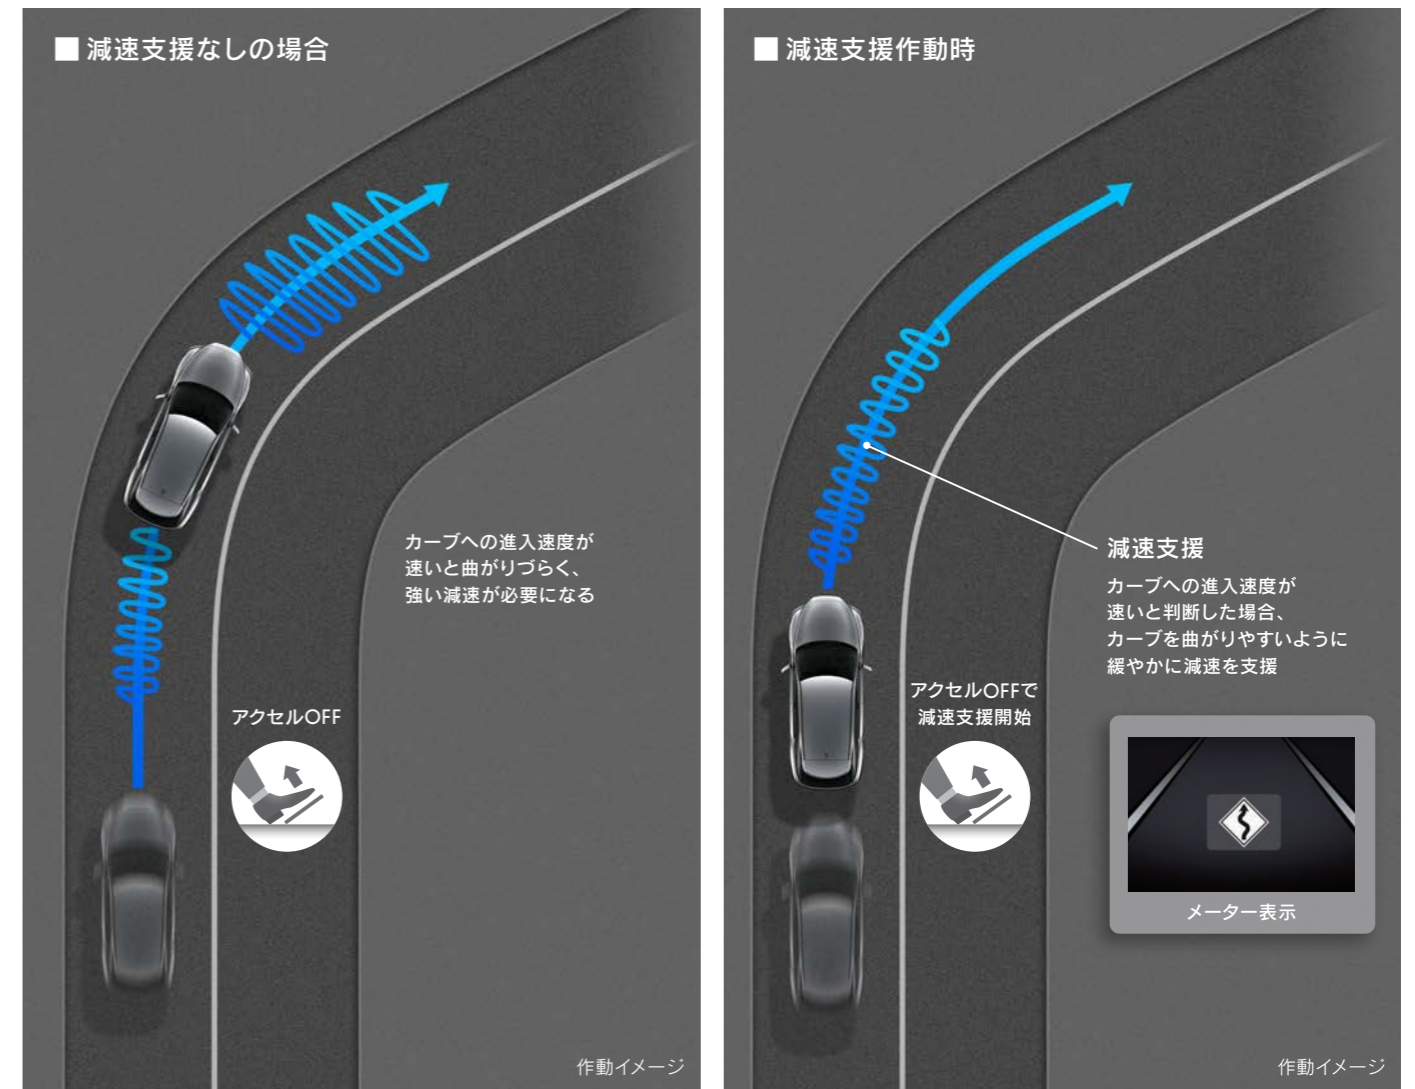 ■ 減速支援なしの場合
カーブへの進入速度が
速いと曲がりづらく、
強い減速が必要になる
アクセルOFF
作動イメージ
■ 減速支援作動時
減速支援
カーブへの進入速度が
速いと判断した場合、
カーブを曲がりやすいように
緩やかに減速を支援
アクセルOFFで
減速支援開始
メーター表示
作動イメージ